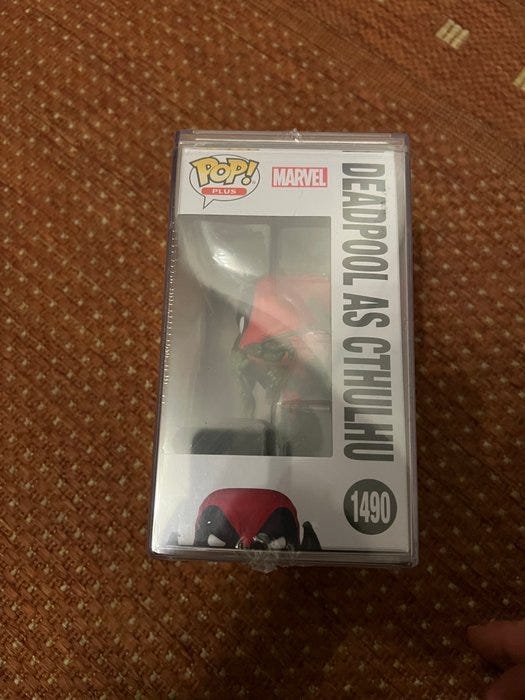 POP!
PLUS
MARVEL
DEADPOOL AS CTHULHU
1490